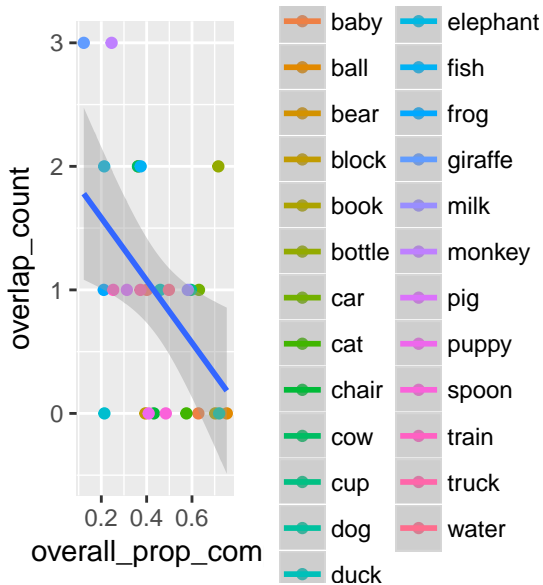 overlap_count
3
2
1
0
0.2 0.4 0.6
overall_prop_com
baby
ball
bear
block
book
bottle
car
cat
chair
cow
cup
dog
duck
elephant
fish
frog
giraffe
milk
monkey
pig
puppy
spoon
train
truck
water